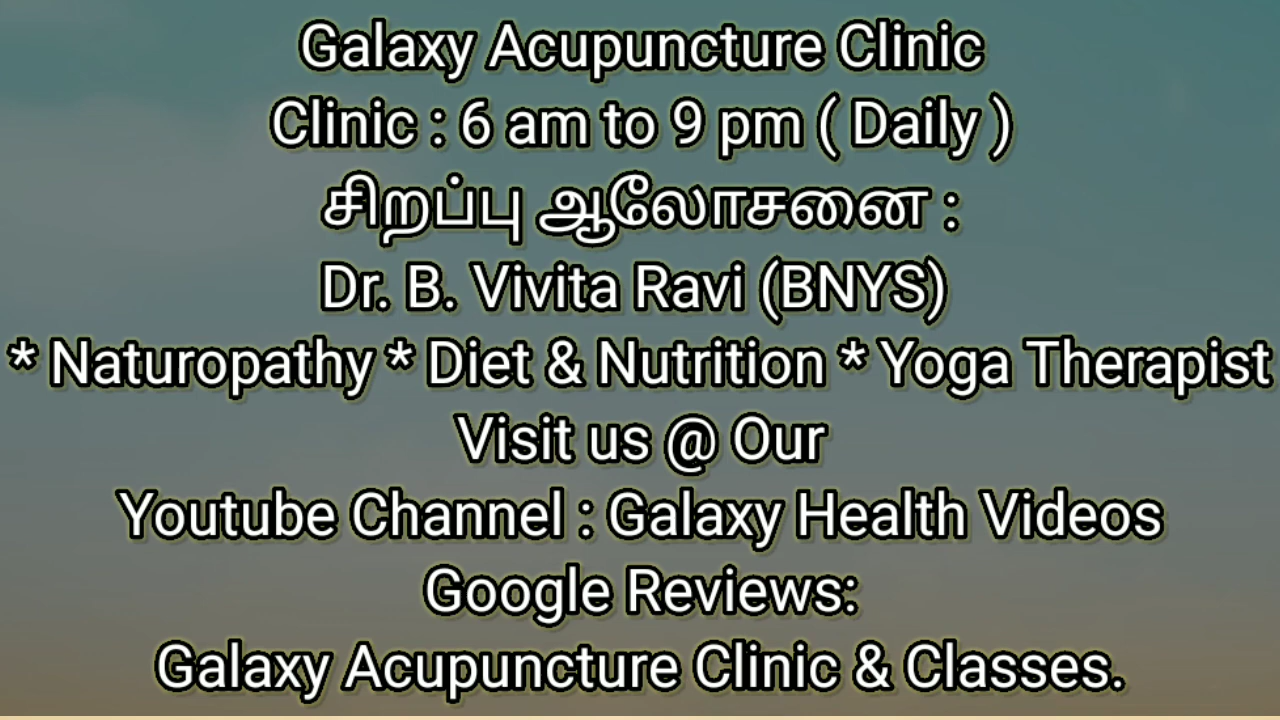 Galaxy Acupuncture Clinic
Clinic : 6 am to 9 pm ( Daily )
சிறப்பு ஆலோசனை :
Dr. B. Vivita Ravi (BNYS)
* Naturopathy * Diet & Nutrition * Yoga Therapist
Visit us @ Our
Youtube Channel : Galaxy Health Videos
Google Reviews:
Galaxy Acupuncture Clinic & Classes.